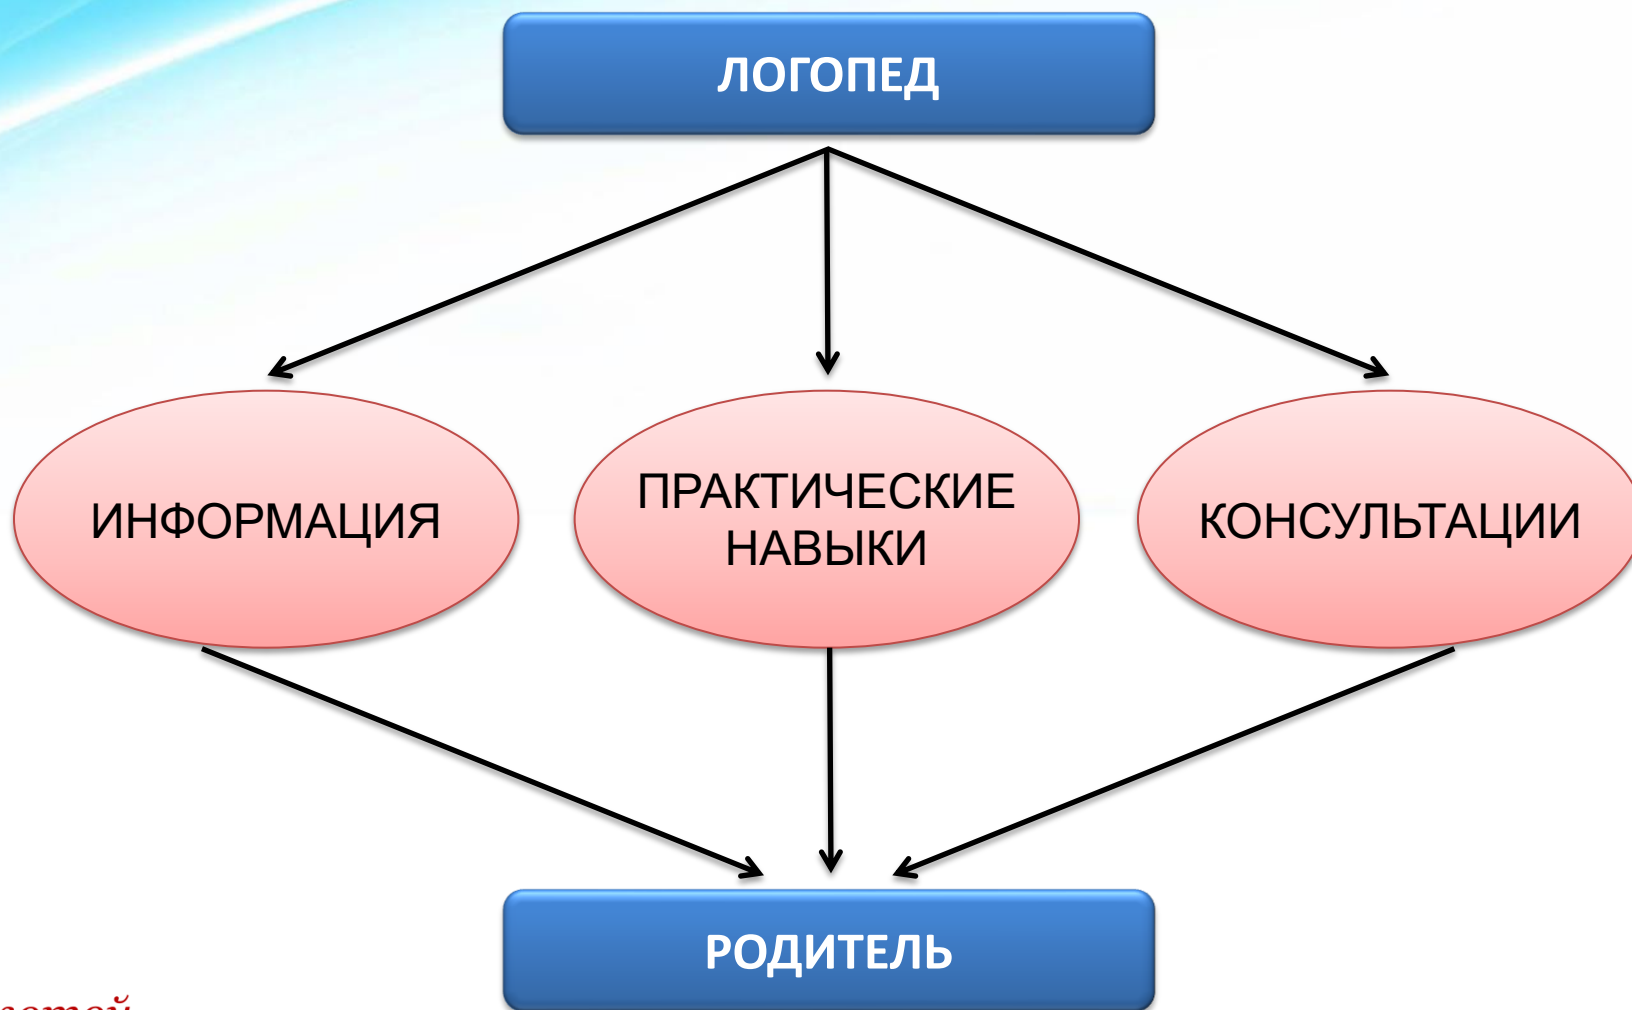 ЛОГОПЕД
ИНФОРМАЦИЯ
ПРАКТИЧЕСКИЕ
НАВЫКИ
КОНСУЛЬТАЦИИ
РОДИТЕЛЬ